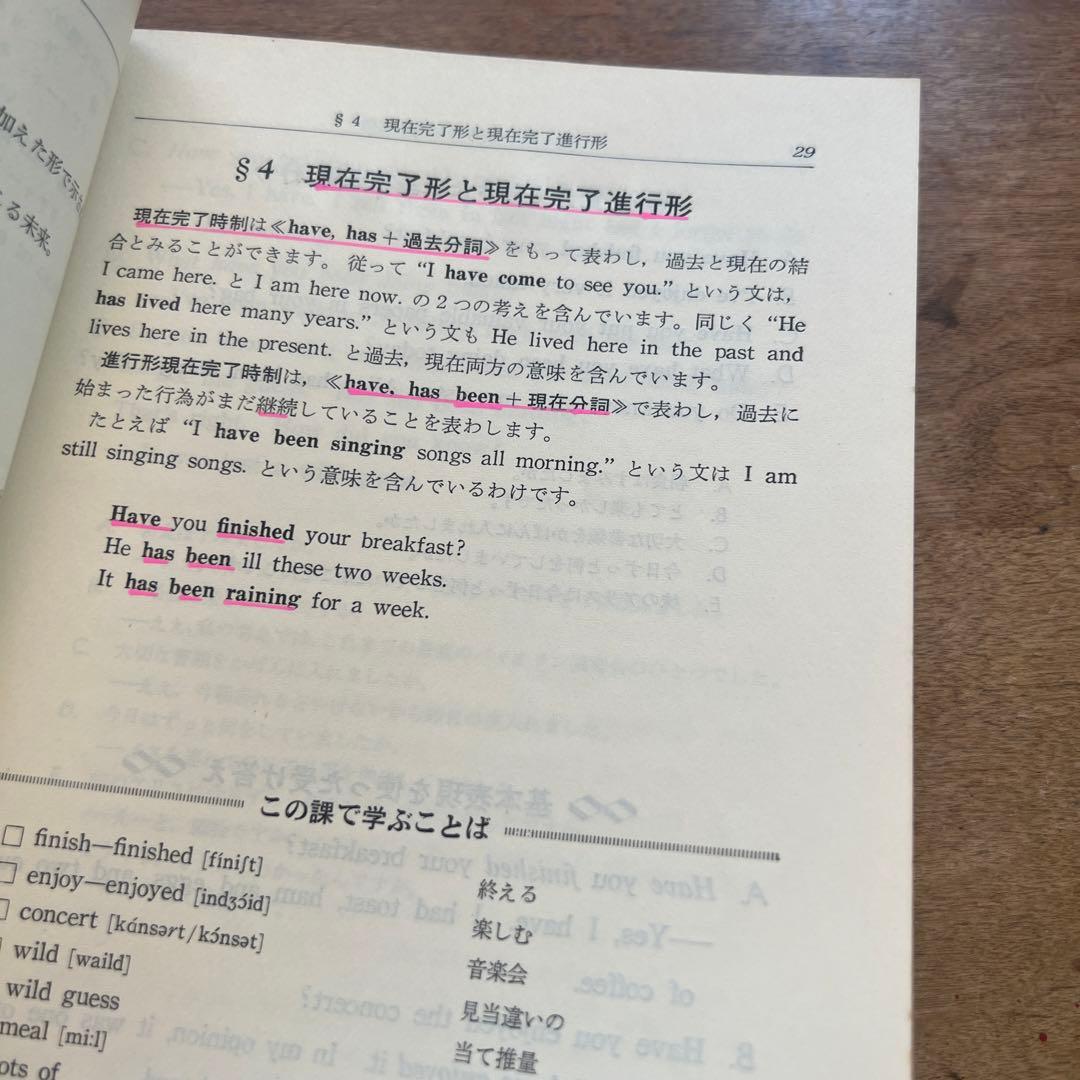 加えた形で示さ
る未来。
§4 現在完了形と現在完了進行形
29
§4 現在完了形と現在完了進行形
現在完了時制は≪have, has＋過去分詞≫をもって表わし，過去と現在の結
合とみることができます。従って “I have come to see you.” という文は，
I came here. と I am here now. の２つの考えを含んでいます。同じく “He
has lived here many years.” という文も He lived here in the past and
lives here in the present. と過去，現在両方の意味を含んでいます。
進行形現在完了時制は，≪have, has been＋現在分詞≫で表わし，過去に
始まった行為がまだ継続していることを表わします。
たとえば “I have been singing songs all morning.” という文は I am
still singing songs. という意味を含んでいるわけです。
Have you finished your breakfast?
He has been ill these two weeks.
It has been raining for a week.
この課で学ぶことば
□ finish—finished [fíniʃt] 終える
□ enjoy—enjoyed [indʒɔ́id] 楽しむ
□ concert [kánsərt/kɔ́nsət] 音楽会
wild [waild] 見当違いの
wild guess 当て推量
meal [mi:l]
ots of